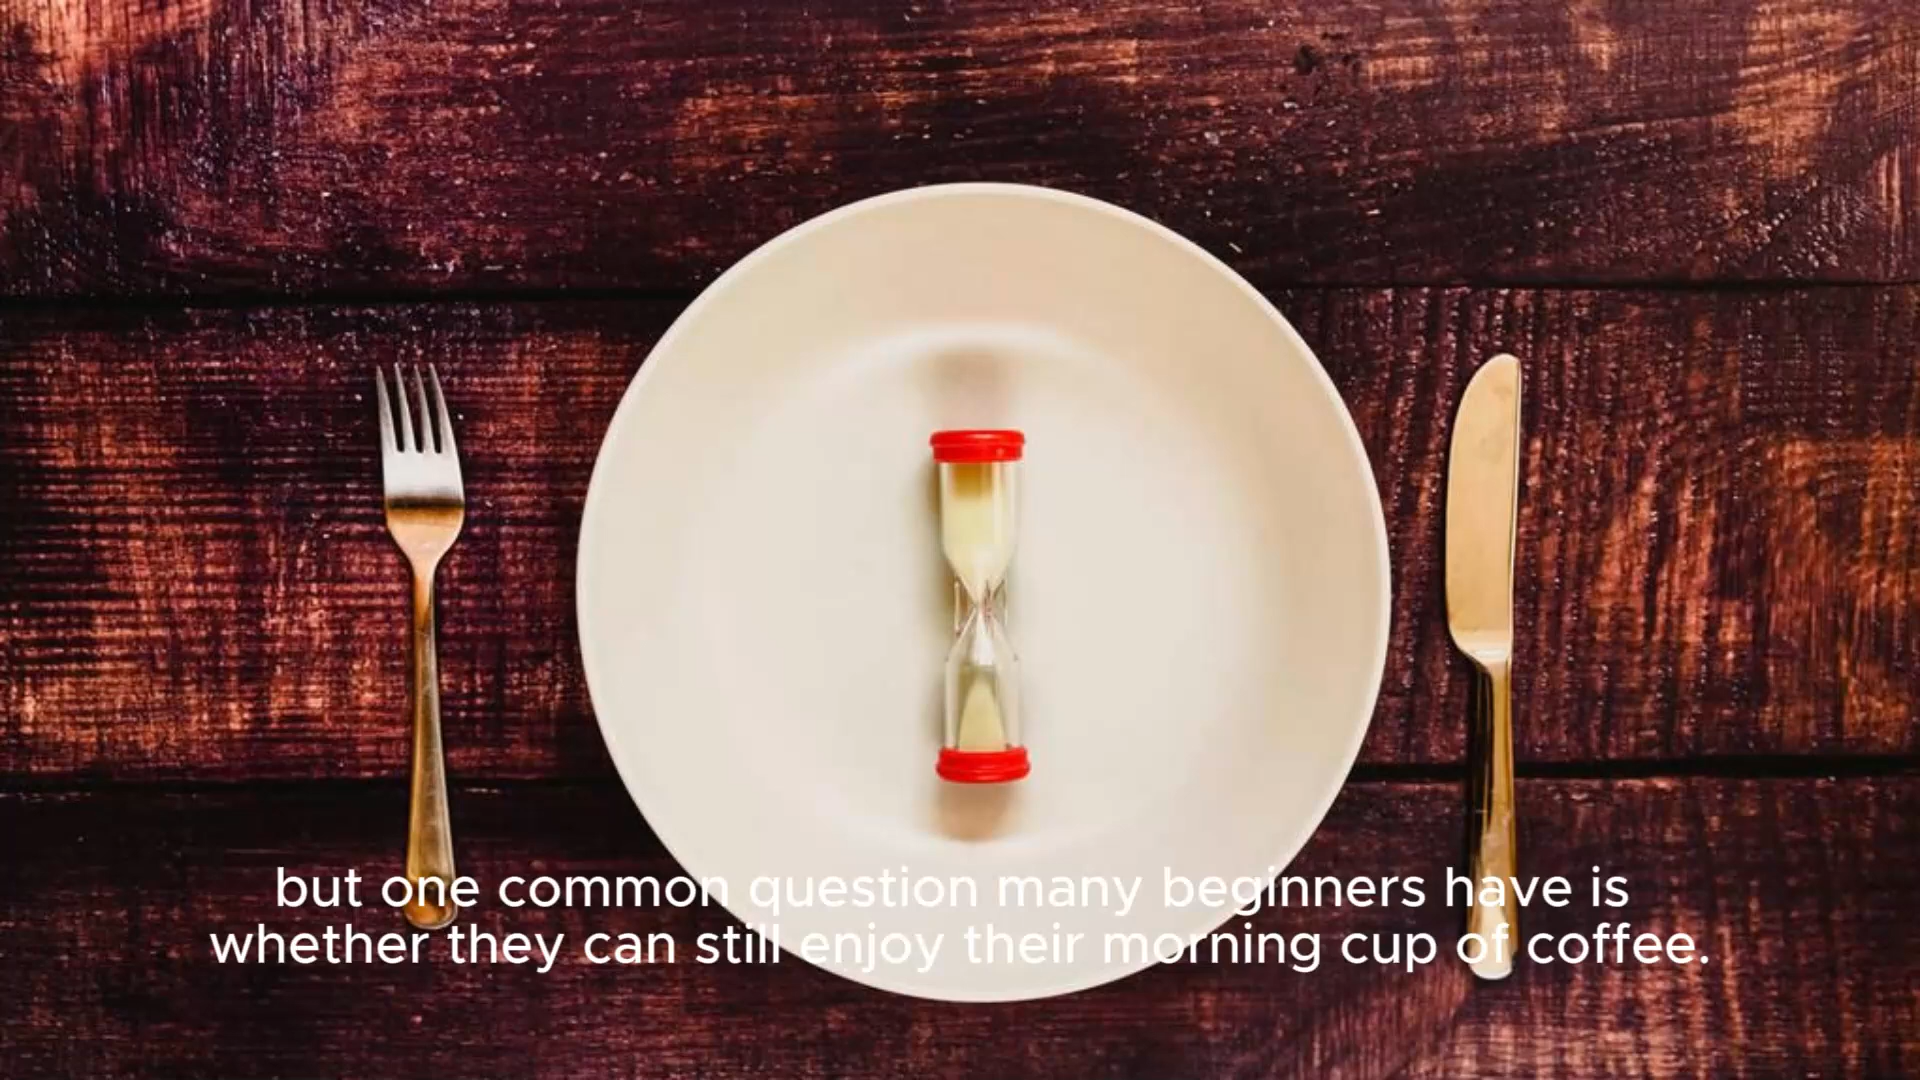 but one common question many beginners have is
whether they can still enjoy their morning cup of coffee.